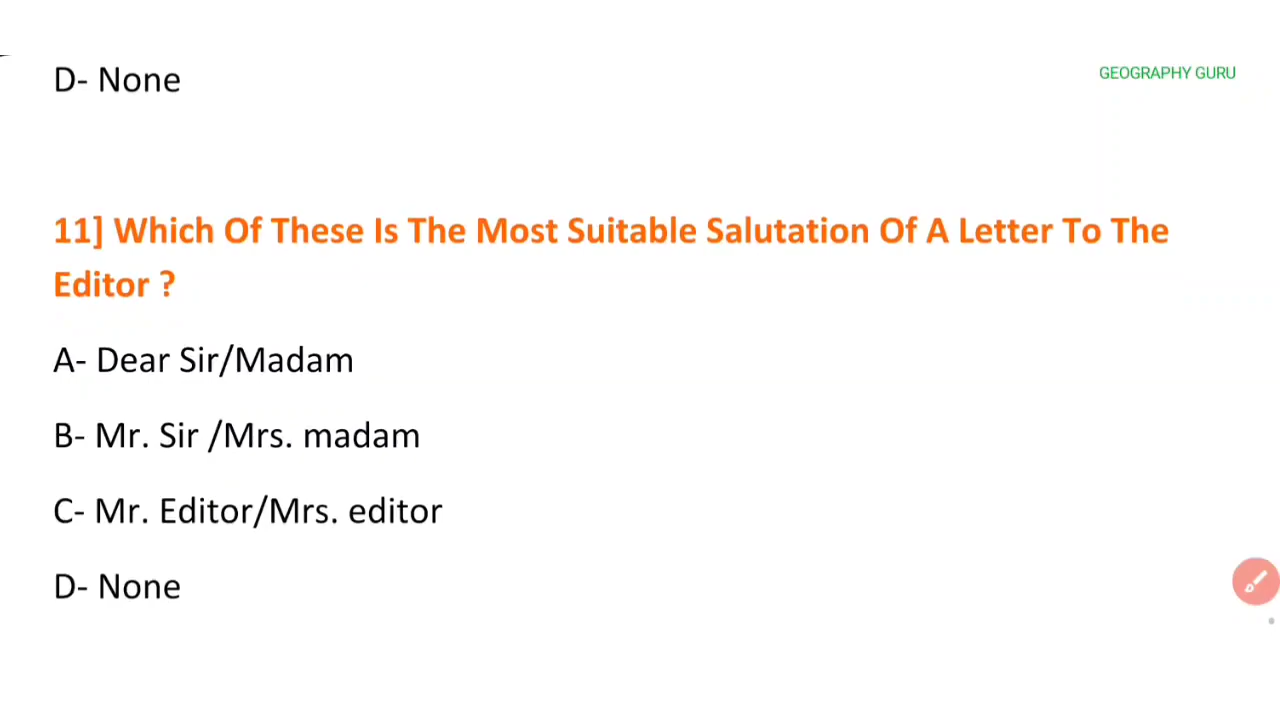 D- None
GEOGRAPHY GURU
11] Which Of These Is The Most Suitable Salutation Of A Letter To The
Editor ?
A- Dear Sir/Madam
B- Mr. Sir /Mrs. madam
C- Mr. Editor/Mrs. editor
D- None